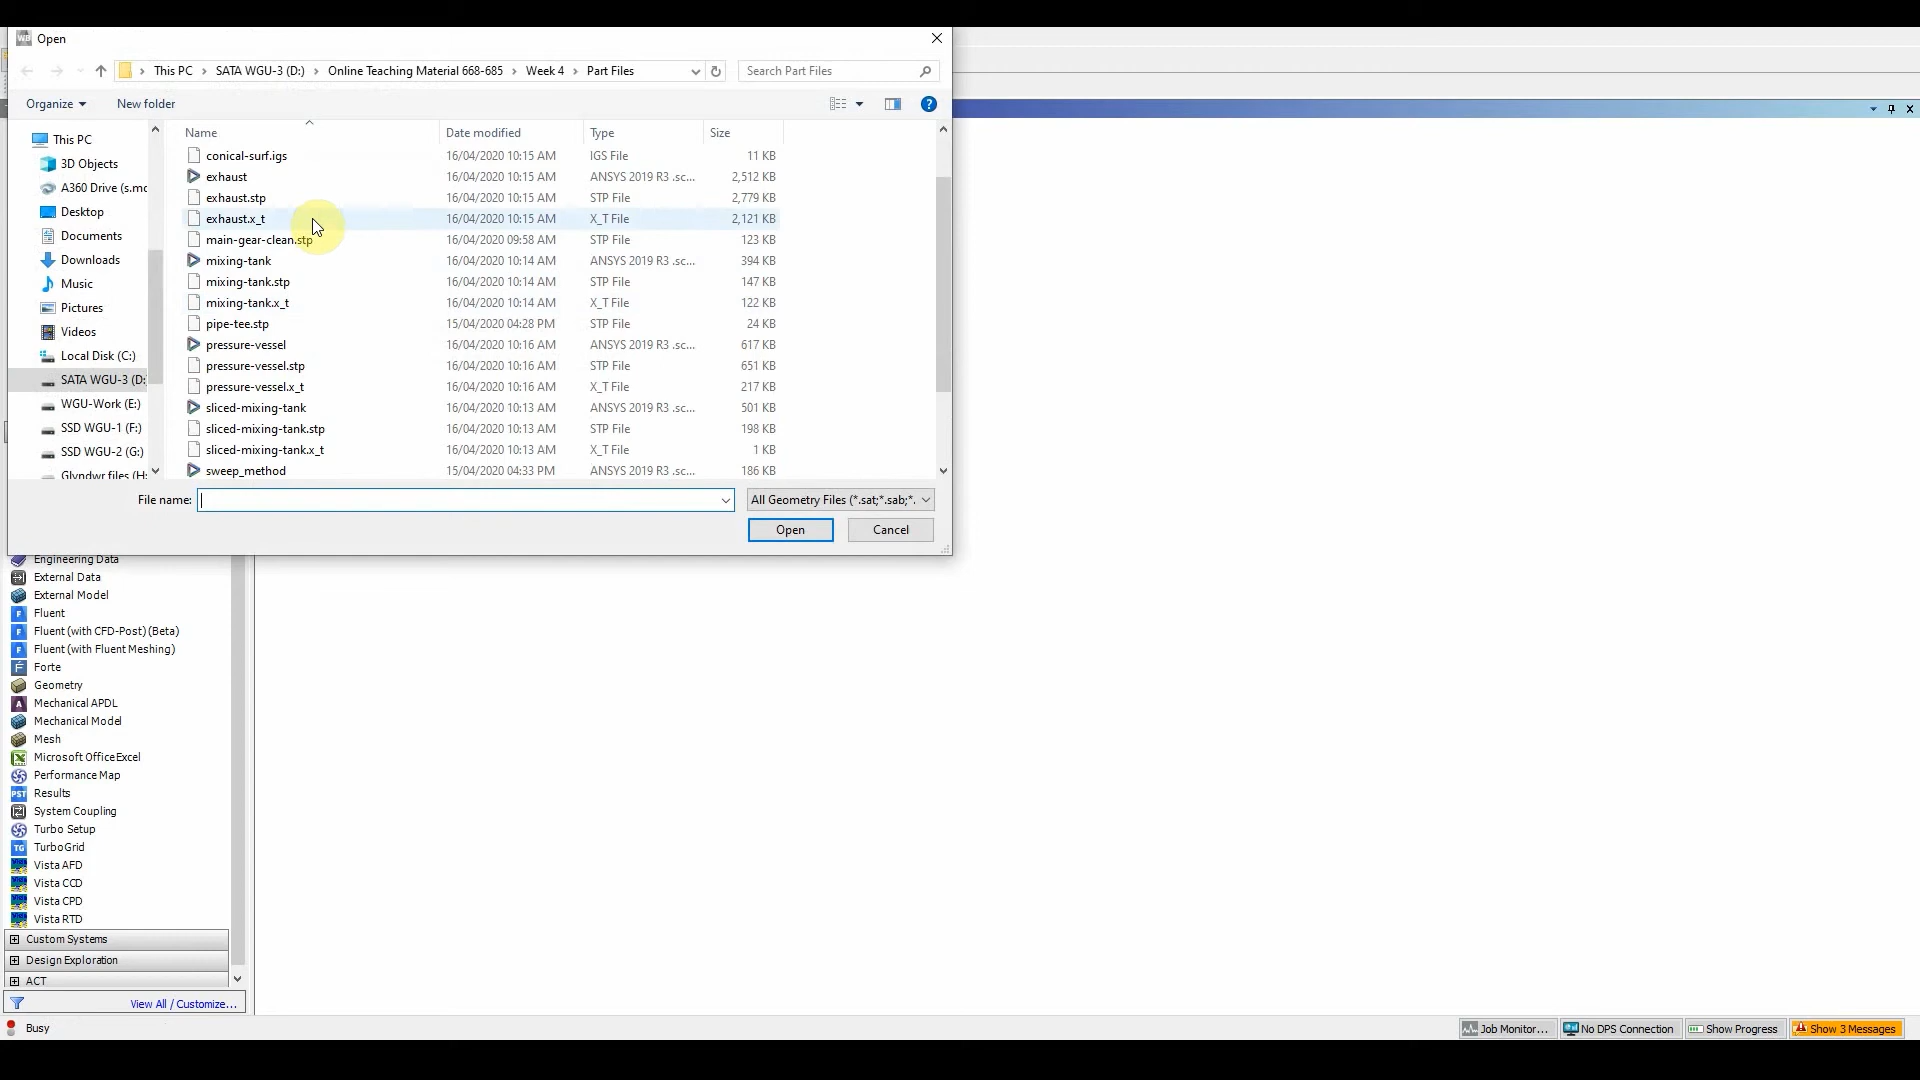 WB Open
This PC > SATA WGU-3 (D:) > Online Teaching Material 668-685 > Week 4 > Part Files
Search Part Files
Organize
New folder
?
This PC
3D Objects
A360 Drive (s.mc
Desktop
Documents
Downloads
Music
Pictures
Videos
Local Disk (C:)
SATA WGU-3 (D:
WGU-Work (E:)
SSD WGU-1 (F:)
SSD WGU-2 (G:)
Glyndwr files (H:
Name Date modified Type Size
conical-surf.igs 16/04/2020 10:15 AM IGS File 11 KB
exhaust 16/04/2020 10:15 AM ANSYS 2019 R3 .sc... 2,512 KB
exhaust.stp 16/04/2020 10:15 AM STP File 2,779 KB
exhaust.x_t 16/04/2020 10:15 AM X_T File 2,121 KB
main-gear-clean.stp 16/04/2020 09:58 AM STP File 123 KB
mixing-tank 16/04/2020 10:14 AM ANSYS 2019 R3 .sc... 394 KB
mixing-tank.stp 16/04/2020 10:14 AM STP File 147 KB
mixing-tank.x_t 16/04/2020 10:14 AM X_T File 122 KB
pipe-tee.stp 15/04/2020 04:28 PM STP File 24 KB
pressure-vessel 16/04/2020 10:16 AM ANSYS 2019 R3 .sc... 617 KB
pressure-vessel.stp 16/04/2020 10:16 AM STP File 651 KB
pressure-vessel.x_t 16/04/2020 10:16 AM X_T File 217 KB
sliced-mixing-tank 16/04/2020 10:13 AM ANSYS 2019 R3 .sc... 501 KB
sliced-mixing-tank.stp 16/04/2020 10:13 AM STP File 198 KB
sliced-mixing-tank.x_t 16/04/2020 10:13 AM X_T File 1 KB
sweep_method 15/04/2020 04:33 PM ANSYS 2019 R3 .sc... 186 KB
File name:
All Geometry Files (*.sat;*.sab;*.
Open
Cancel
Engineering Data
External Data
External Model
Fluent
Fluent (with CFD-Post) (Beta)
Fluent (with Fluent Meshing)
Forte
Geometry
Mechanical APDL
Mechanical Model
Mesh
Microsoft Office Excel
Performance Map
PST Results
System Coupling
Turbo Setup
TG TurboGrid
Vista AFD
Vista CCD
Vista CPD
Vista RTD
Custom Systems
Design Exploration
ACT
View All / Customize...
Busy
Job Monitor...
No DPS Connection
Show Progress
Show 3 Messages